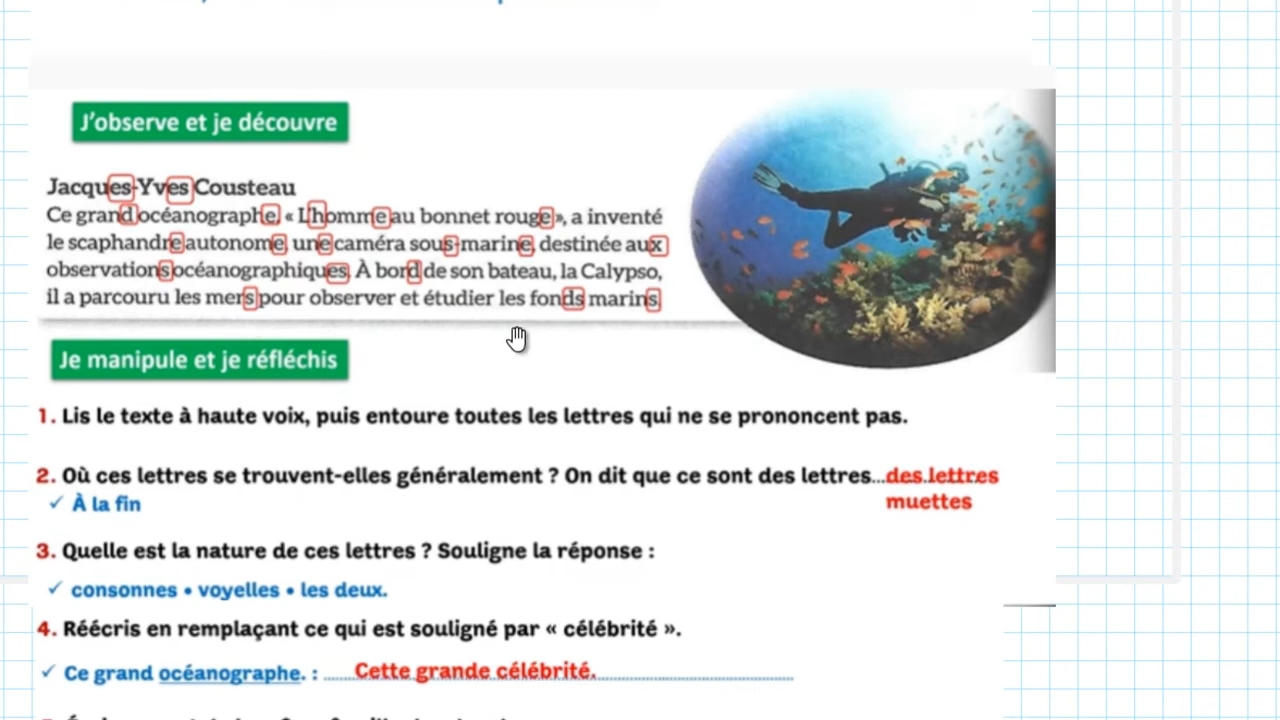 J'observe et je découvre
Jacques-Yves Cousteau
Ce grand océanographe, « L'homme au bonnet rouge », a inventé
le scaphandre autonome, une caméra sous-marine, destinée aux
observations océanographiques. À bord de son bateau, la Calypso,
il a parcouru les mers pour observer et étudier les fonds marins.
Je manipule et je réfléchis
1. Lis le texte à haute voix, puis entoure toutes les lettres qui ne se prononcent pas.
2. Où ces lettres se trouvent-elles généralement ? On dit que ce sont des lettres...des lettres
✓ À la fin
muettes
3. Quelle est la nature de ces lettres ? Souligne la réponse :
✓ consonnes • voyelles • les deux.
4. Réécris en remplaçant ce qui est souligné par « célébrité ».
✓ Ce grand océanographe. : ......Cette grande célébrité...............................